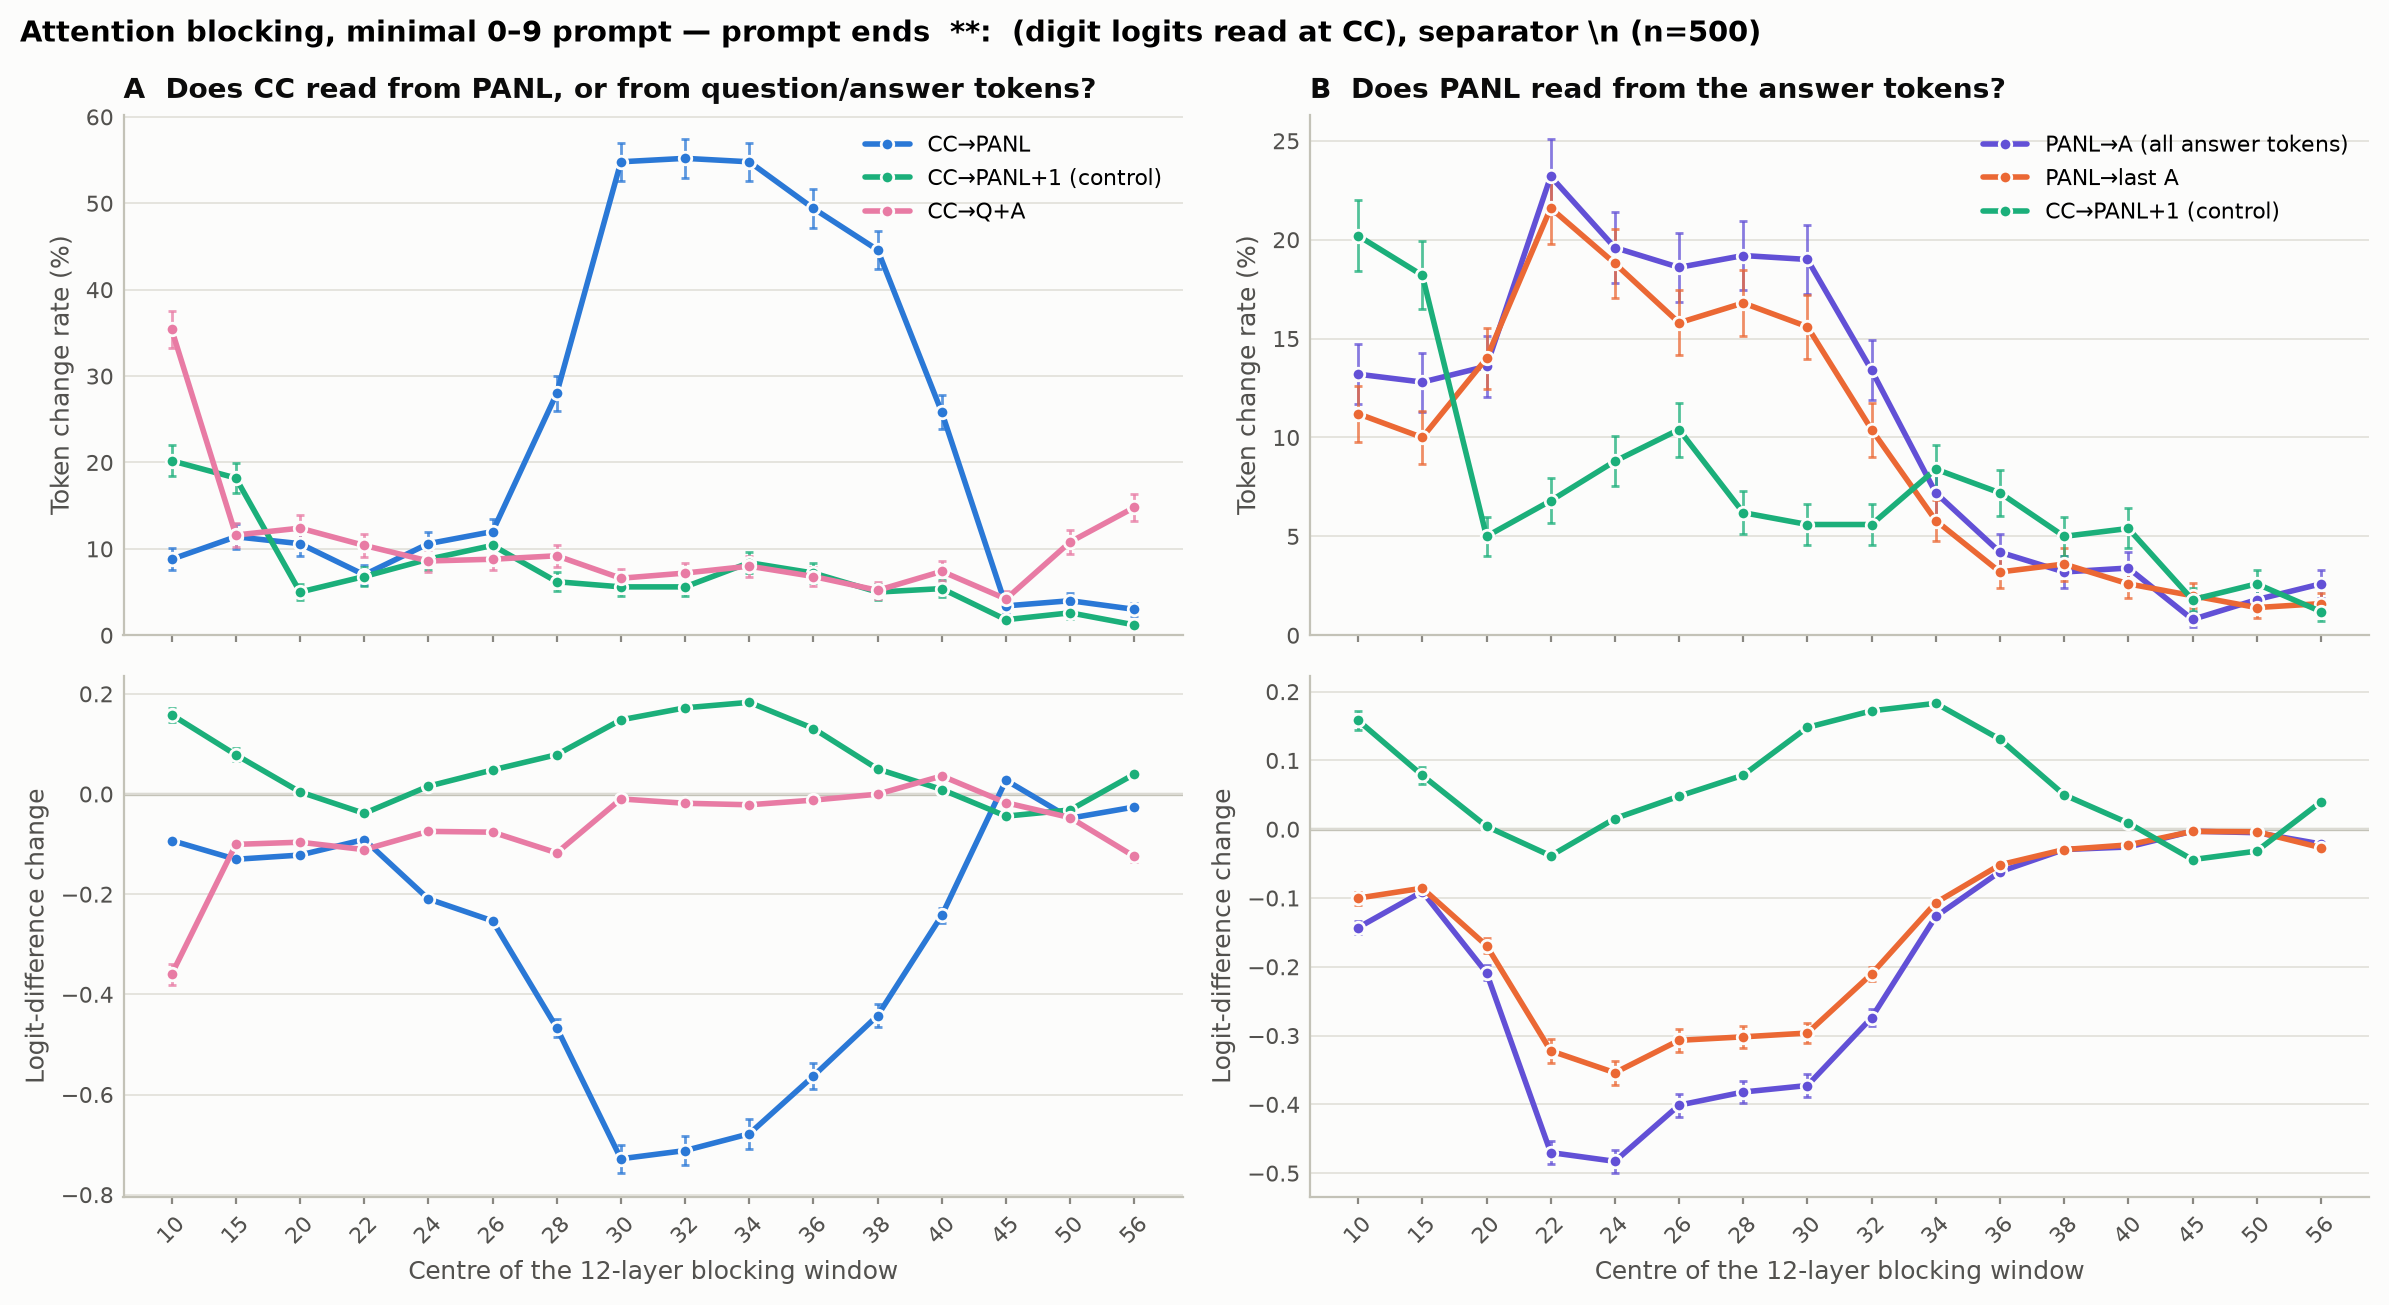 Attention blocking, minimal 0–9 prompt — prompt ends  **:  (digit logits read at CC), separator \n (n=500)
A  Does CC read from PANL, or from question/answer tokens?
Token change rate (%)
60
50
40
30
20
10
0
CC→PANL
CC→PANL+1 (control)
CC→Q+A
B  Does PANL read from the answer tokens?
Token change rate (%)
25
20
15
10
5
0
PANL→A (all answer tokens)
PANL→last A
CC→PANL+1 (control)
Logit-difference change
0.2
0.0
−0.2
−0.4
−0.6
−0.8
10 15 20 22 24 26 28 30 32 34 36 38 40 45 50 56
Centre of the 12-layer blocking window
Logit-difference change
0.2
0.1
0.0
−0.1
−0.2
−0.3
−0.4
−0.5
10 15 20 22 24 26 28 30 32 34 36 38 40 45 50 56
Centre of the 12-layer blocking window